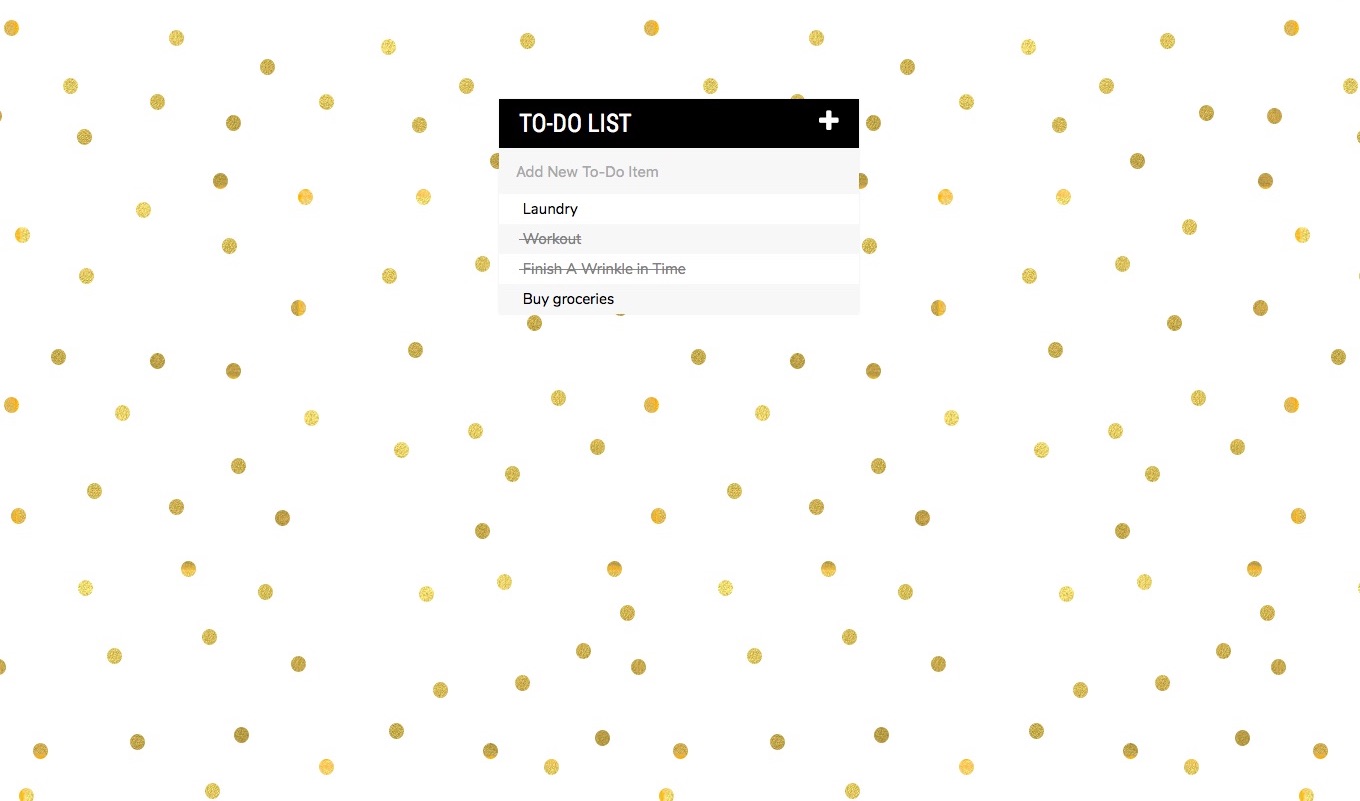 TO-DO LIST
Add New To-Do Item
Laundry
Workout
Finish A Wrinkle in Time
Buy groceries